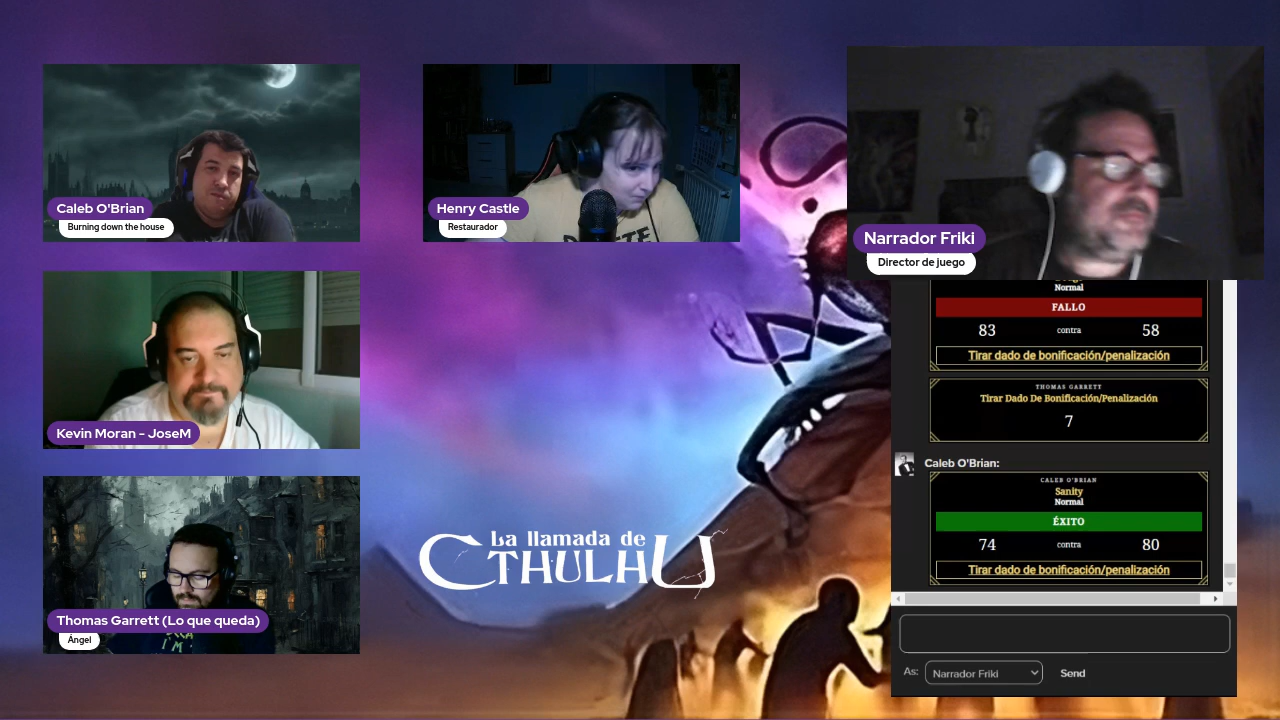 Caleb O'Brian
Burning down the house
Henry Castle
Restaurador
Narrador Friki
Director de juego
Kevin Moran - JoseM
Thomas Garrett (Lo que queda)
Ángel
I'M
La llamada de
CTHULHU
Normal
FALLO
83 contra 58
Tirar dado de bonificación/penalización
THOMAS GARRETT
Tirar Dado De Bonificación/Penalización
7
Caleb O'Brian:
CALEB O'BRIAN
Sanity
Normal
ÉXITO
74 contra 80
Tirar dado de bonificación/penalización
As: Narrador Friki Send